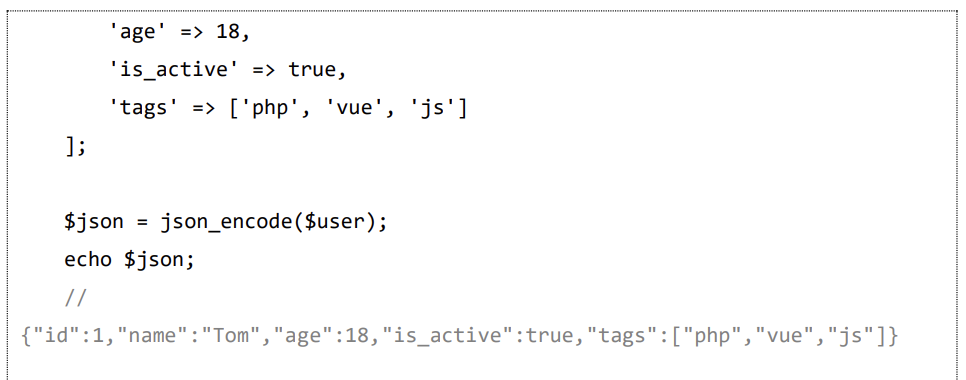 'age' => 18,
'is_active' => true,
'tags' => ['php', 'vue', 'js']
];
$json = json_encode($user);
echo $json;
//
{"id":1,"name":"Tom","age":18,"is_active":true,"tags":["php","vue","js"]}